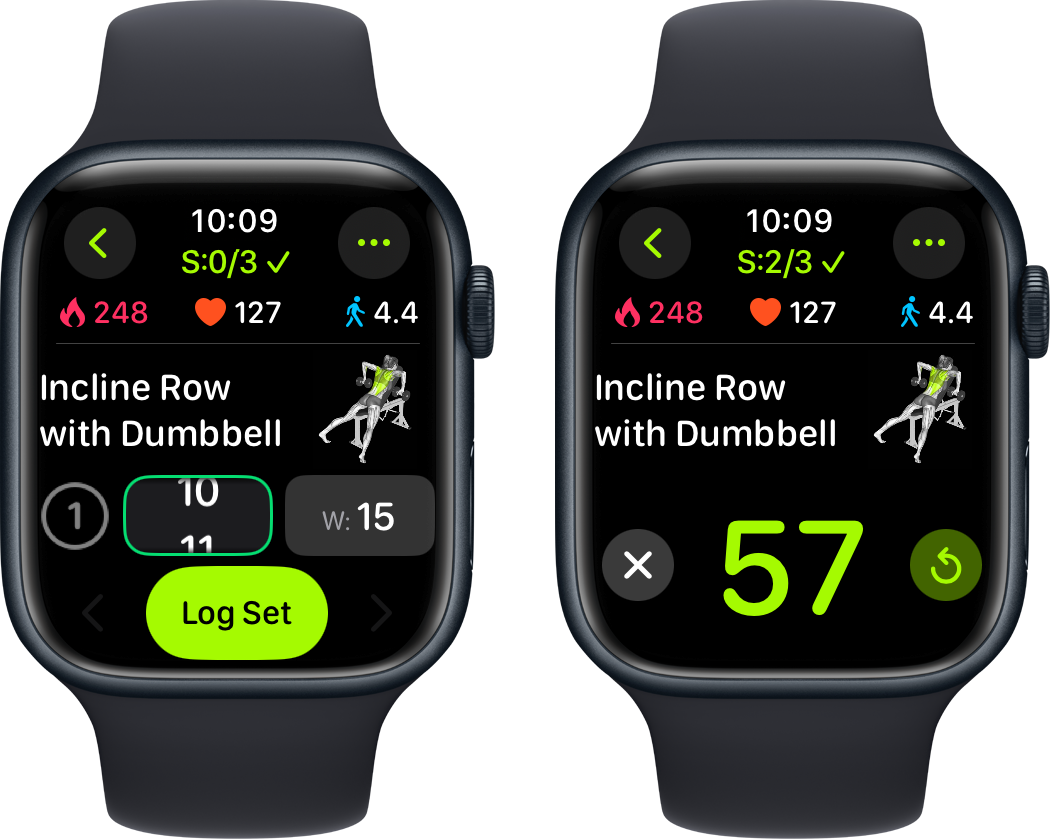 10:09
S:0/3 ✓
248 127 4.4
Incline Row
with Dumbbell
1
10
11
W: 15
Log Set
10:09
S:2/3 ✓
248 127 4.4
Incline Row
with Dumbbell
57